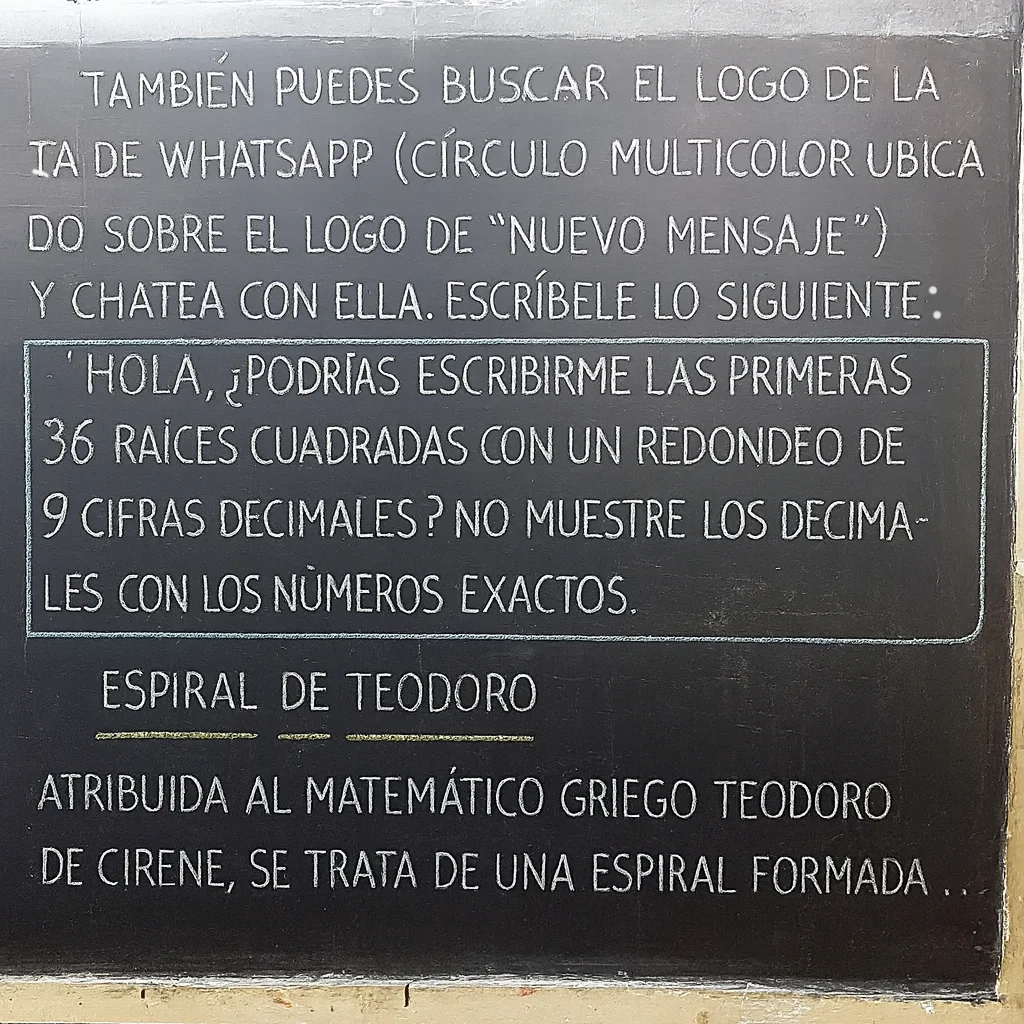 TAMBIÉN PUEDES BUSCAR EL LOGO DE LA
IA DE WHATSAPP (CÍRCULO MULTICOLOR UBICA
DO SOBRE EL LOGO DE “NUEVO MENSAJE”)
Y CHATEA CON ELLA. ESCRÍBELE LO SIGUIENTE:
' HOLA, ¿PODRÍAS ESCRIBIRME LAS PRIMERAS
36 RAÍCES CUADRADAS CON UN REDONDEO DE
9 CIFRAS DECIMALES? NO MUESTRE LOS DECIMA-
LES CON LOS NÙMEROS EXACTOS.
ESPIRAL DE TEODORO
ATRIBUIDA AL MATEMÁTICO GRIEGO TEODORO
DE CIRENE, SE TRATA DE UNA ESPIRAL FORMADA ...